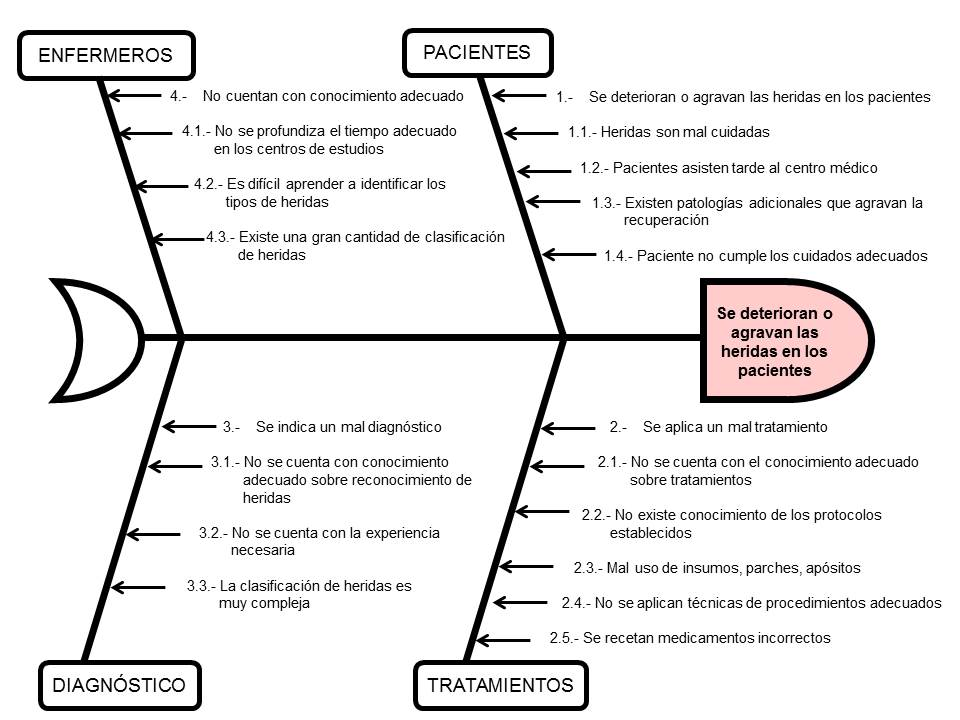 ENFERMEROS
4.- No cuentan con conocimiento adecuado
4.1.- No se profundiza el tiempo adecuado
en los centros de estudios
4.2.- Es difícil aprender a identificar los
tipos de heridas
4.3.- Existe una gran cantidad de clasificación
de heridas
PACIENTES
1.- Se deterioran o agravan las heridas en los pacientes
1.1.- Heridas son mal cuidadas
1.2.- Pacientes asisten tarde al centro médico
1.3.- Existen patologías adicionales que agravan la
recuperación
1.4.- Paciente no cumple los cuidados adecuados
Se deterioran o
agravan las
heridas en los
pacientes
3.- Se indica un mal diagnóstico
3.1.- No se cuenta con conocimiento
adecuado sobre reconocimiento de
heridas
3.2.- No se cuenta con la experiencia
necesaria
3.3.- La clasificación de heridas es
muy compleja
DIAGNÓSTICO
2.- Se aplica un mal tratamiento
2.1.- No se cuenta con el conocimiento adecuado
sobre tratamientos
2.2.- No existe conocimiento de los protocolos
establecidos
2.3.- Mal uso de insumos, parches, apósitos
2.4.- No se aplican técnicas de procedimientos adecuados
2.5.- Se recetan medicamentos incorrectos
TRATAMIENTOS